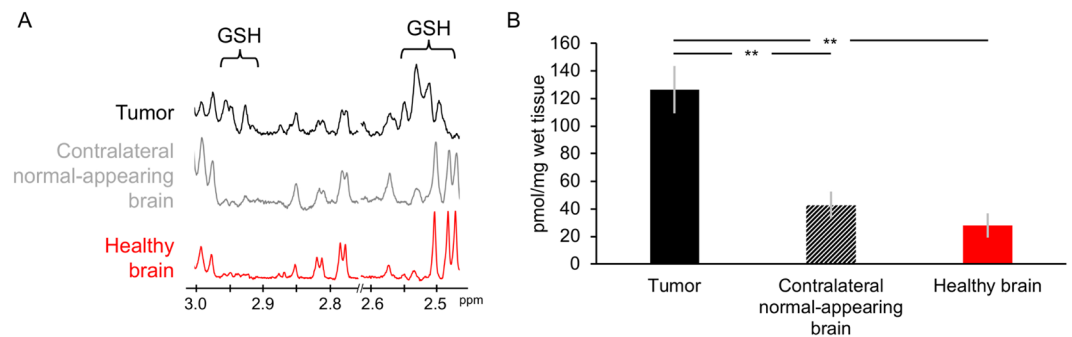 A
GSH
GSH
Tumor
Contralateral
normal-appearing
brain
Healthy
brain
3.0 2.9 2.8 2.6 2.5 ppm
B
**
**
pmol/mg wet tissue
160
140
120
100
80
60
40
20
0
Tumor
Contralateral
normal-appearing
brain
Healthy brain